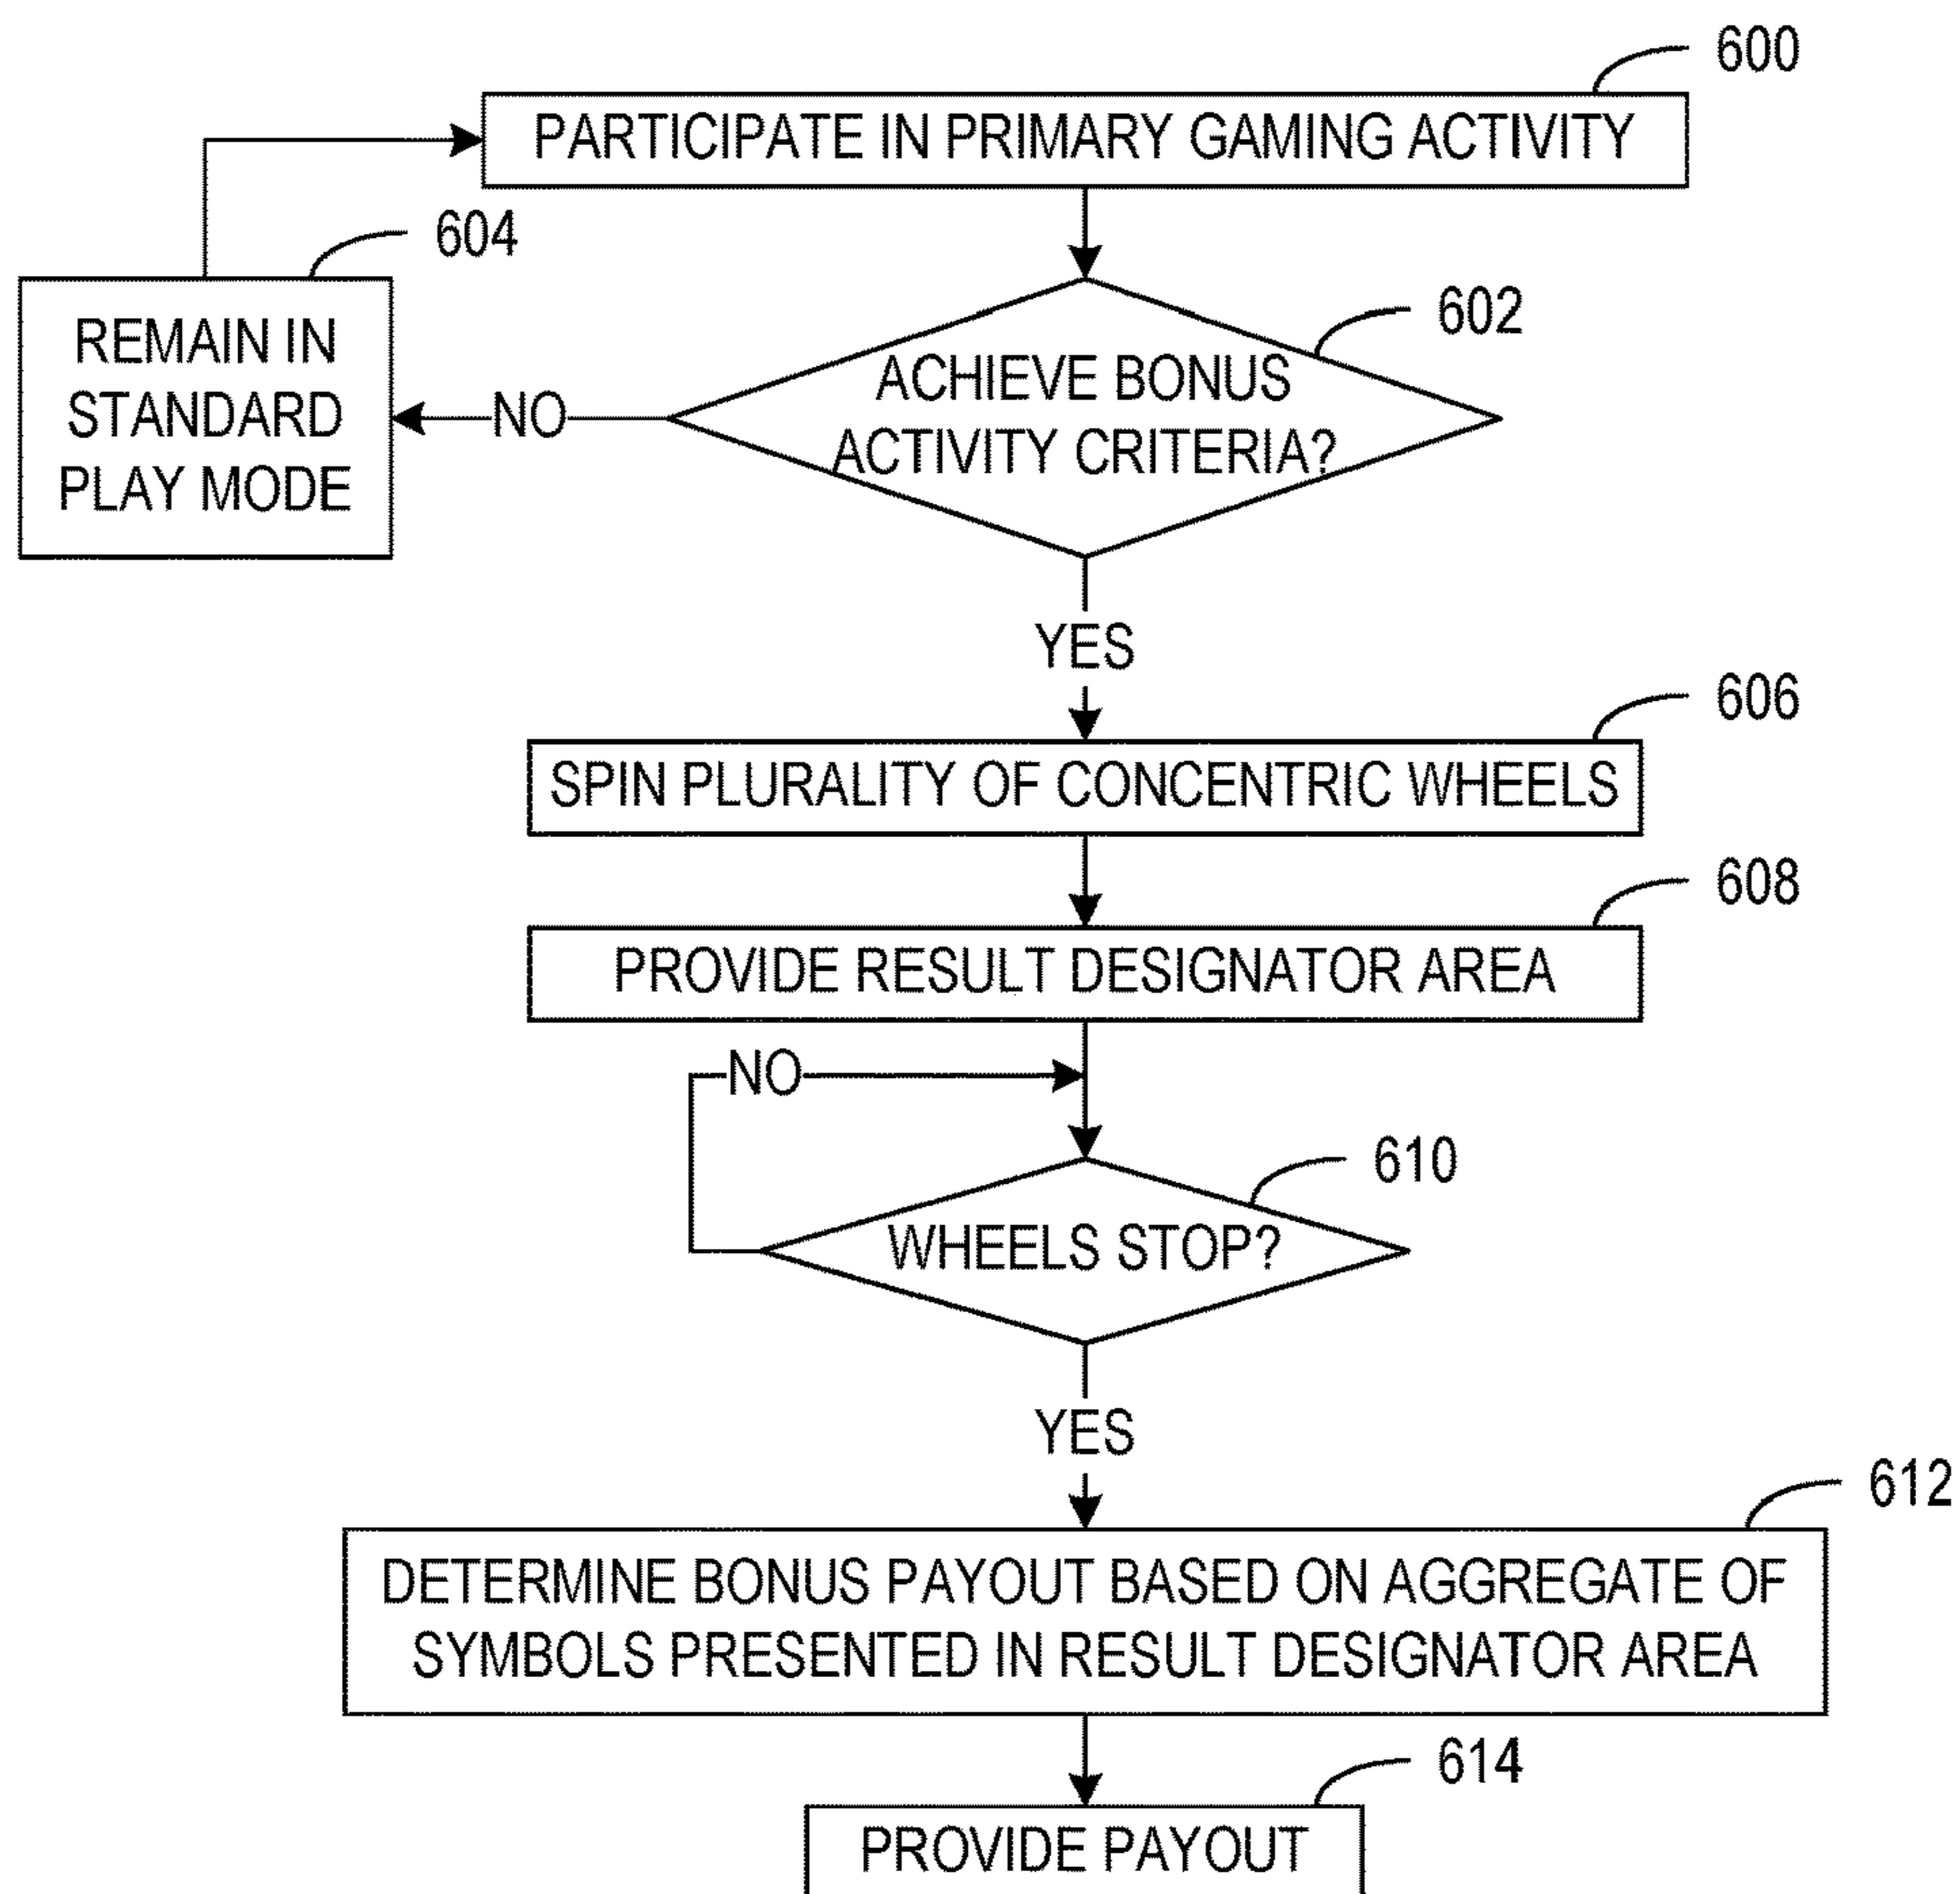 600
PARTICIPATE IN PRIMARY GAMING ACTIVITY
604
602
REMAIN IN
STANDARD
PLAY MODE
NO
ACHIEVE BONUS
ACTIVITY CRITERIA?
YES
606
SPIN PLURALITY OF CONCENTRIC WHEELS
608
PROVIDE RESULT DESIGNATOR AREA
NO
610
WHEELS STOP?
YES
612
DETERMINE BONUS PAYOUT BASED ON AGGREGATE OF
SYMBOLS PRESENTED IN RESULT DESIGNATOR AREA
614
PROVIDE PAYOUT